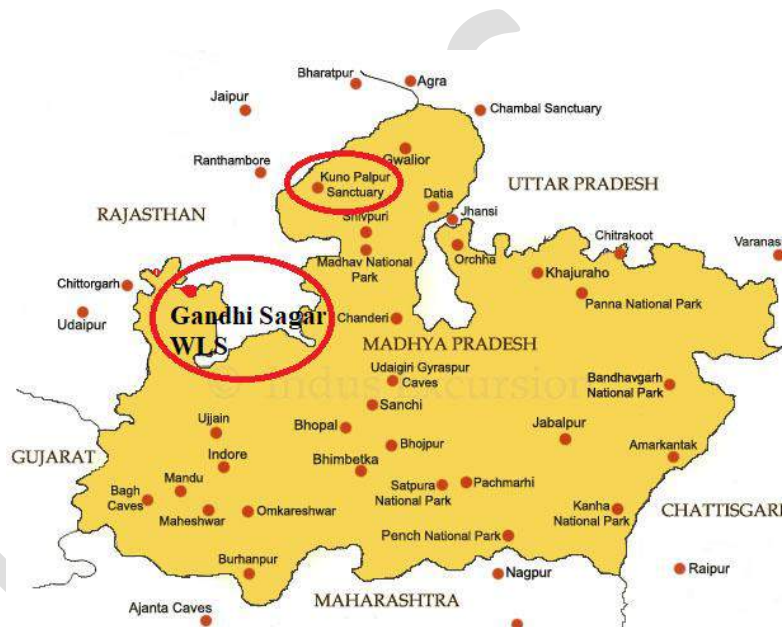 Bharatpur
Agra
Jaipur
Chambal Sanctuary
Gwalior
Ranthambore
Kuno Palpur
Sanctuary
UTTAR PRADESH
Datia
RAJASTHAN
Jhansi
Shivpuri
Chitrakoot
Varanas
Madhav National
Park
Orchha
Khajuraho
Chittorgarh
Panna National Park
Udaipur
Gandhi Sagar
WLS
Chanderi
MADHYA PRADESH
Udaigiri Gyraspur
Caves
© Indus Excursion
Bandhavgarh
National Park
Sanchi
Ujjain
Bhopal
Jabalpur
Bhojpur
Amarkantak
GUJARAT
Indore
Bhimbetka
Mandu
Satpura
National Park
Pachmarhi
Bagh
Caves
Maheshwar
Omkareshwar
Kanha
National Park
CHATTISGARH
Pench National Park
Burhanpur
Nagpur
Raipur
MAHARASHTRA
Ajanta Caves